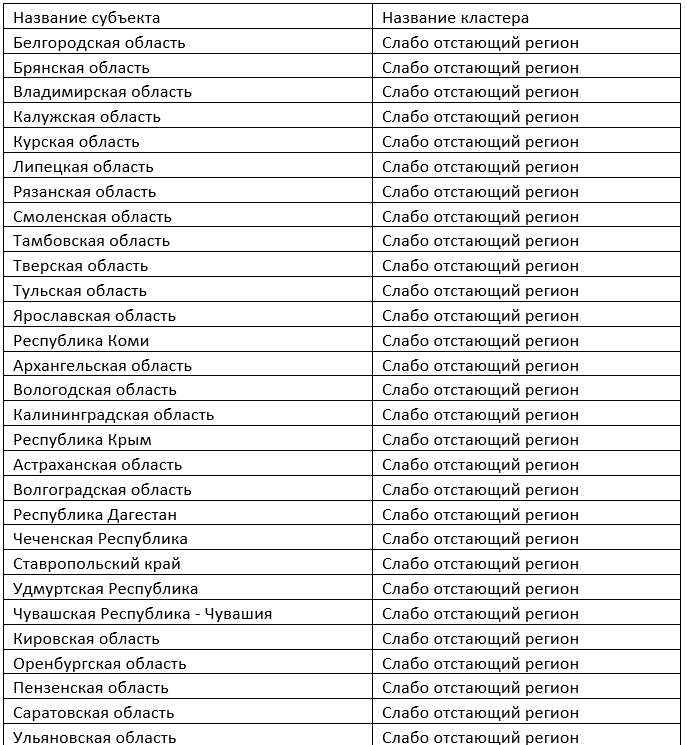 Название субъекта Название кластера
Белгородская область Слабо отстающий регион
Брянская область Слабо отстающий регион
Владимирская область Слабо отстающий регион
Калужская область Слабо отстающий регион
Курская область Слабо отстающий регион
Липецкая область Слабо отстающий регион
Рязанская область Слабо отстающий регион
Смоленская область Слабо отстающий регион
Тамбовская область Слабо отстающий регион
Тверская область Слабо отстающий регион
Тульская область Слабо отстающий регион
Ярославская область Слабо отстающий регион
Республика Коми Слабо отстающий регион
Архангельская область Слабо отстающий регион
Вологодская область Слабо отстающий регион
Калининградская область Слабо отстающий регион
Республика Крым Слабо отстающий регион
Астраханская область Слабо отстающий регион
Волгоградская область Слабо отстающий регион
Республика Дагестан Слабо отстающий регион
Чеченская Республика Слабо отстающий регион
Ставропольский край Слабо отстающий регион
Удмуртская Республика Слабо отстающий регион
Чувашская Республика - Чувашия Слабо отстающий регион
Кировская область Слабо отстающий регион
Оренбургская область Слабо отстающий регион
Пензенская область Слабо отстающий регион
Саратовская область Слабо отстающий регион
Ульяновская область Слабо отстающий регион